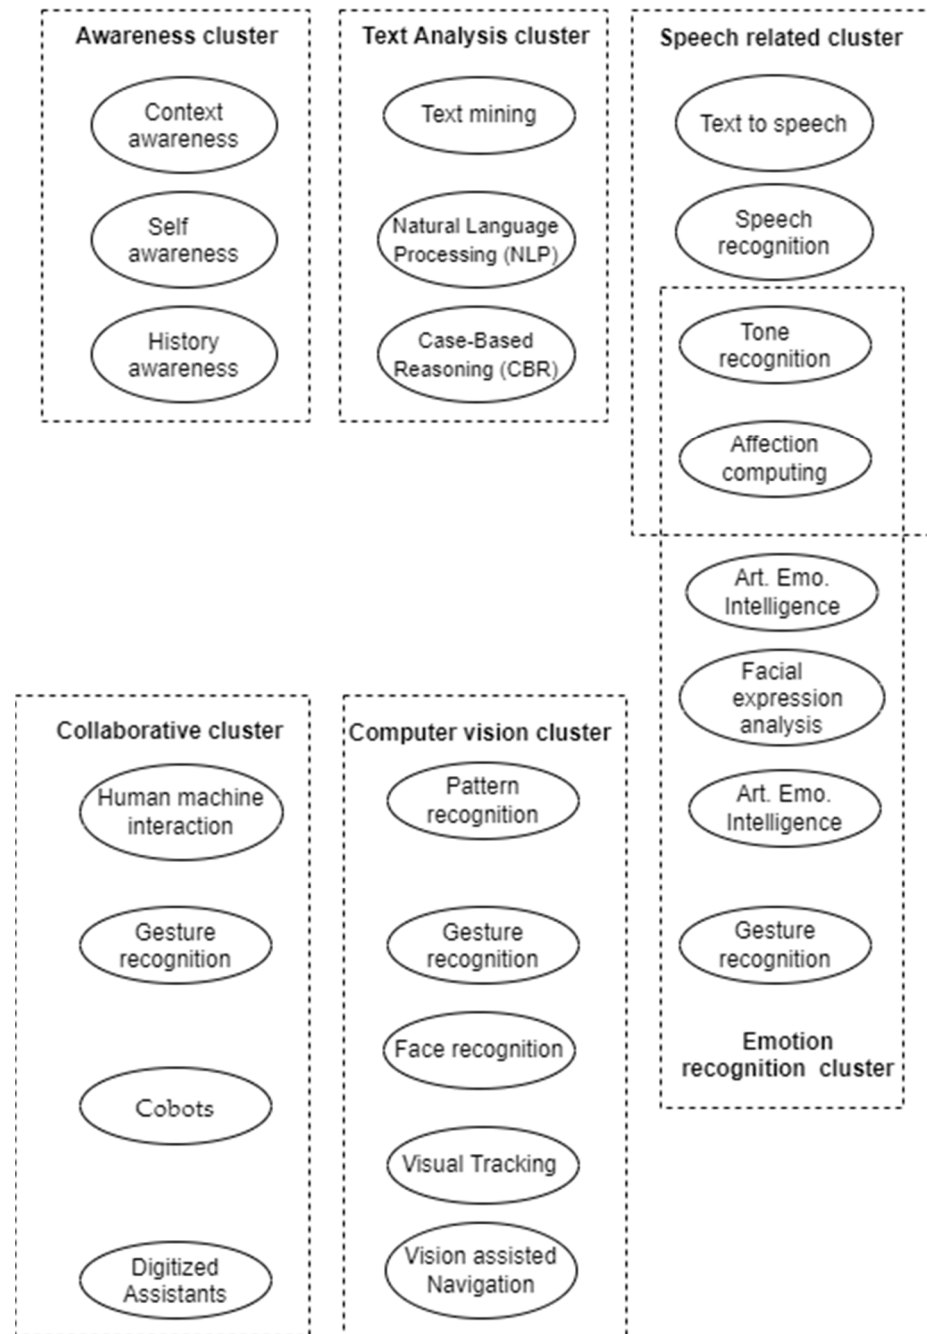 Awareness cluster
Context
awareness
Self
awareness
History
awareness
Text Analysis cluster
Text mining
Natural Language
Processing (NLP)
Case-Based
Reasoning (CBR)
Speech related cluster
Text to speech
Speech
recognition
Tone
recognition
Affection
computing
Art. Emo.
Intelligence
Facial
expression
analysis
Art. Emo.
Intelligence
Gesture
recognition
Emotion
recognition cluster
Collaborative cluster
Human machine
interaction
Gesture
recognition
Cobots
Digitized
Assistants
Computer vision cluster
Pattern
recognition
Gesture
recognition
Face recognition
Visual Tracking
Vision assisted
Navigation